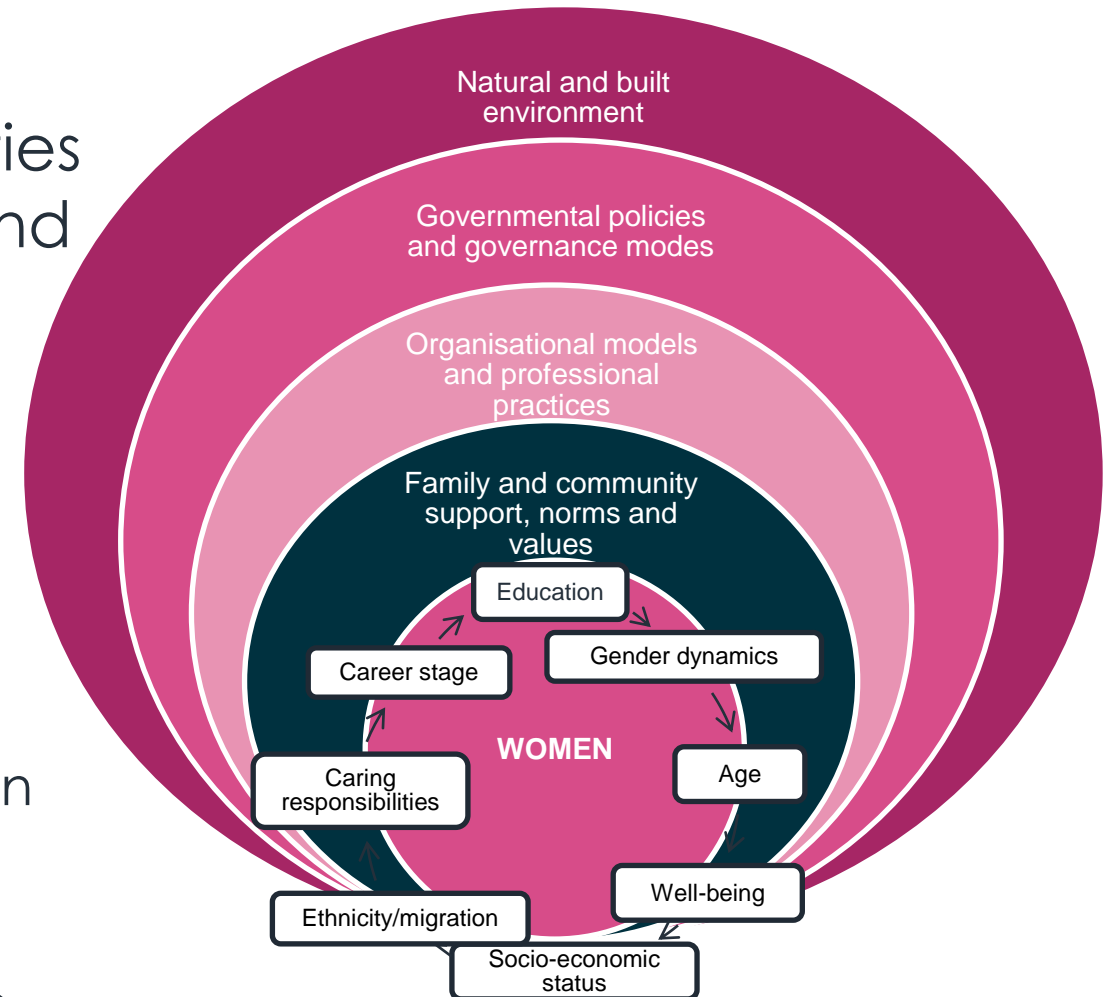 Natural and built
environment
ties
nd
Governmental policies
and governance modes
Organisational models
and professional
practices
Family and community
support, norms and
values
Education
Gender dynamics
Career stage
WOMEN
Age
Caring
responsibilities
n
Well-being
Ethnicity/migration
Socio-economic
status